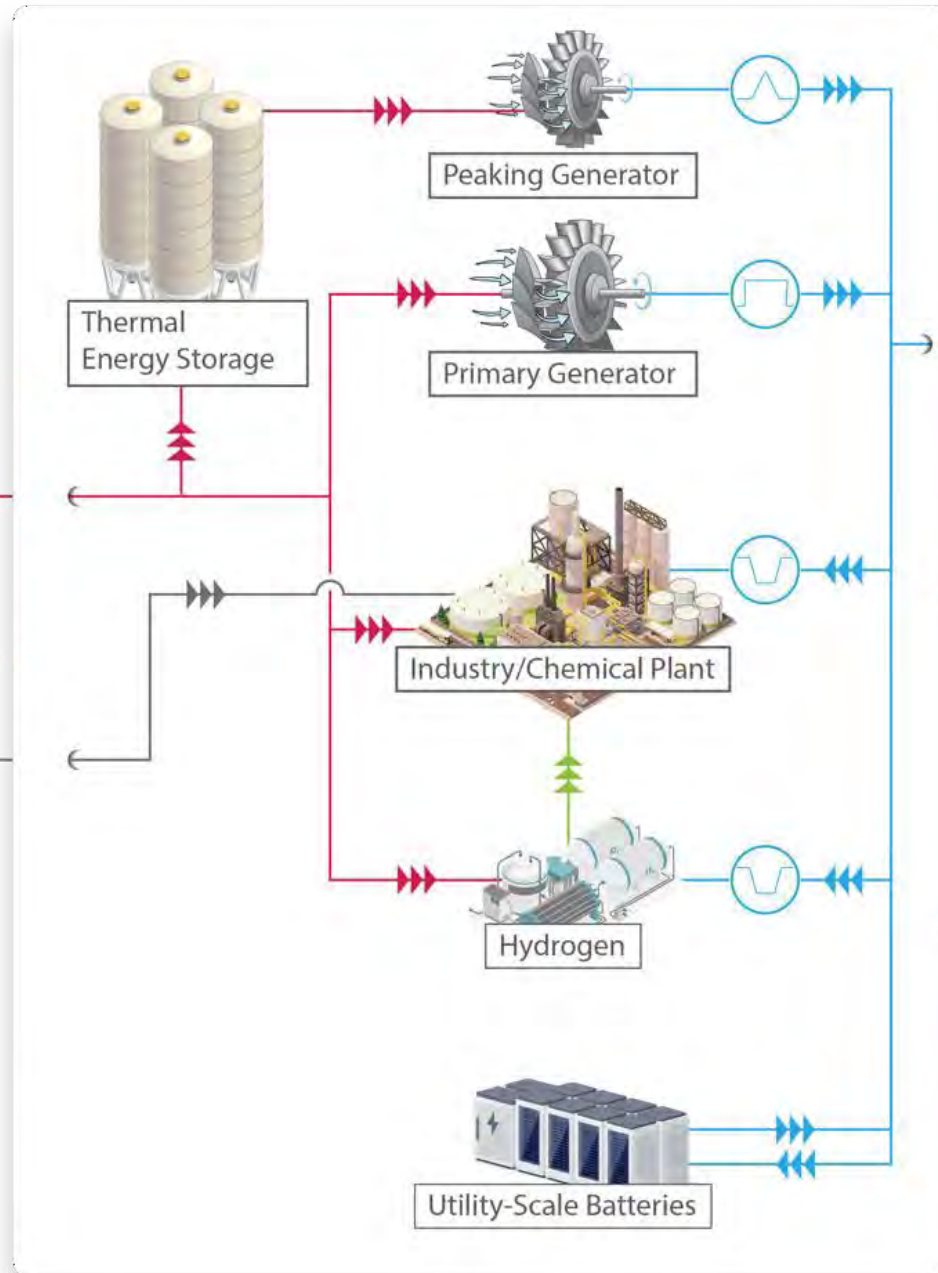 Peaking Generator
Thermal
Energy Storage
Primary Generator
Industry/Chemical Plant
Hydrogen
Utility-Scale Batteries